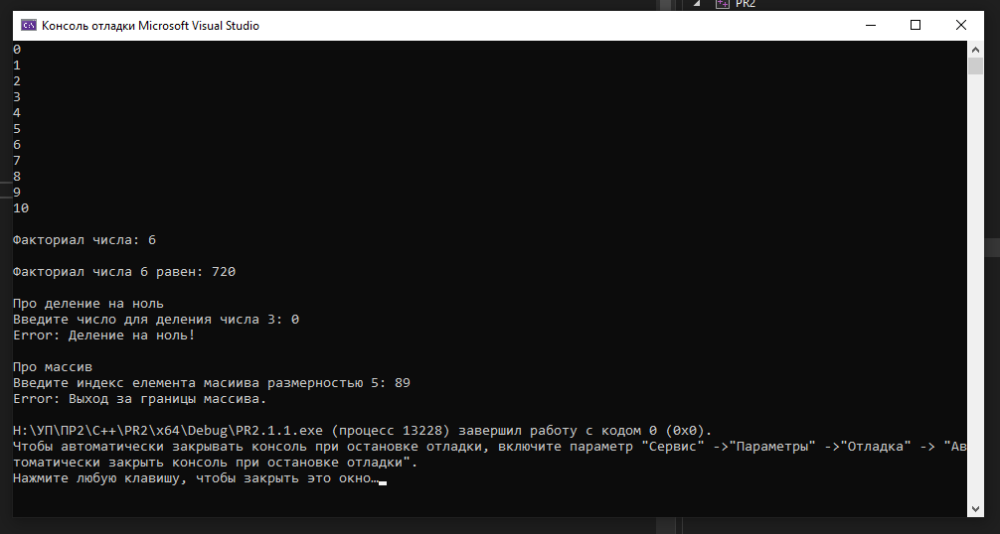 PR2
Консоль отладки Microsoft Visual Studio
0
1
2
3
4
5
6
7
8
9
10
Факториал числа: 6
Факториал числа 6 равен: 720
Про деление на ноль
Введите число для деления числа 3: 0
Error: Деление на ноль!
Про массив
Введите индекс елемента масиива размерностью 5: 89
Error: Выход за границы массива.
H:\УП\ПР2\C++\PR2\x64\Debug\PR2.1.1.exe (процесс 13228) завершил работу с кодом 0 (0x0).
Чтобы автоматически закрывать консоль при остановке отладки, включите параметр "Сервис" ->"Параметры" ->"Отладка" -> "Ав
томатически закрыть консоль при остановке отладки".
Нажмите любую клавишу, чтобы закрыть это окно…